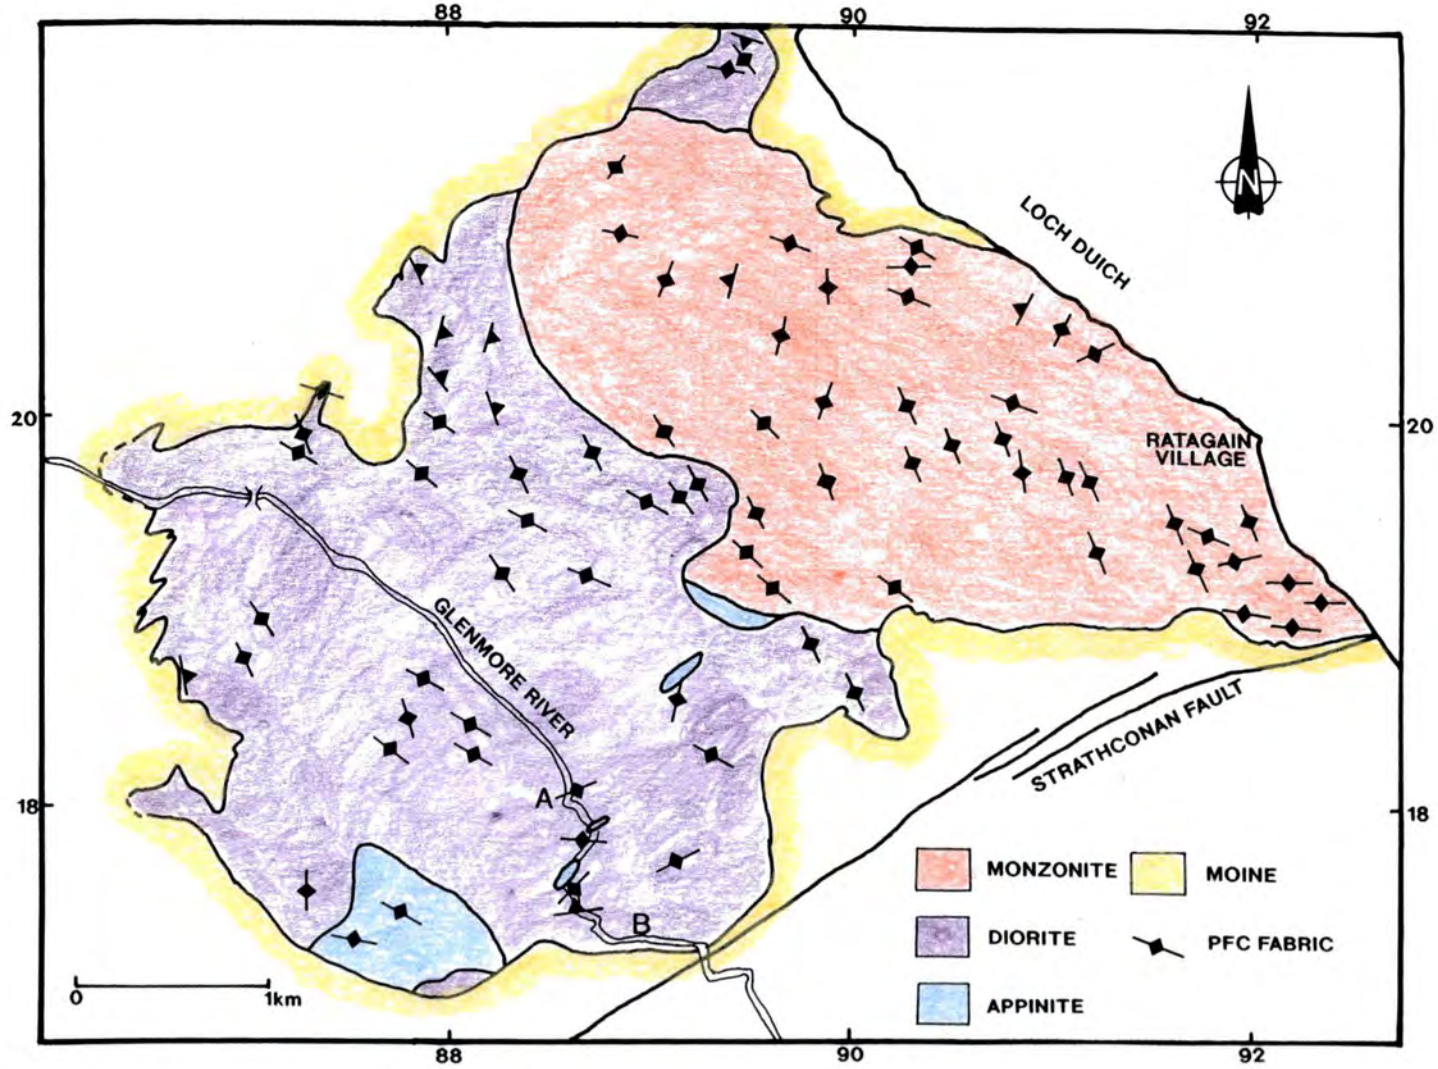 88
90
92
N
LOCH DUICH
20
20
RATAGAIN
VILLAGE
GLENMORE RIVER
STRATHCONAN FAULT
A
18
18
MONZONITE
MOINE
B
DIORITE
PFC FABRIC
0
1km
APPINITE
88
90
92